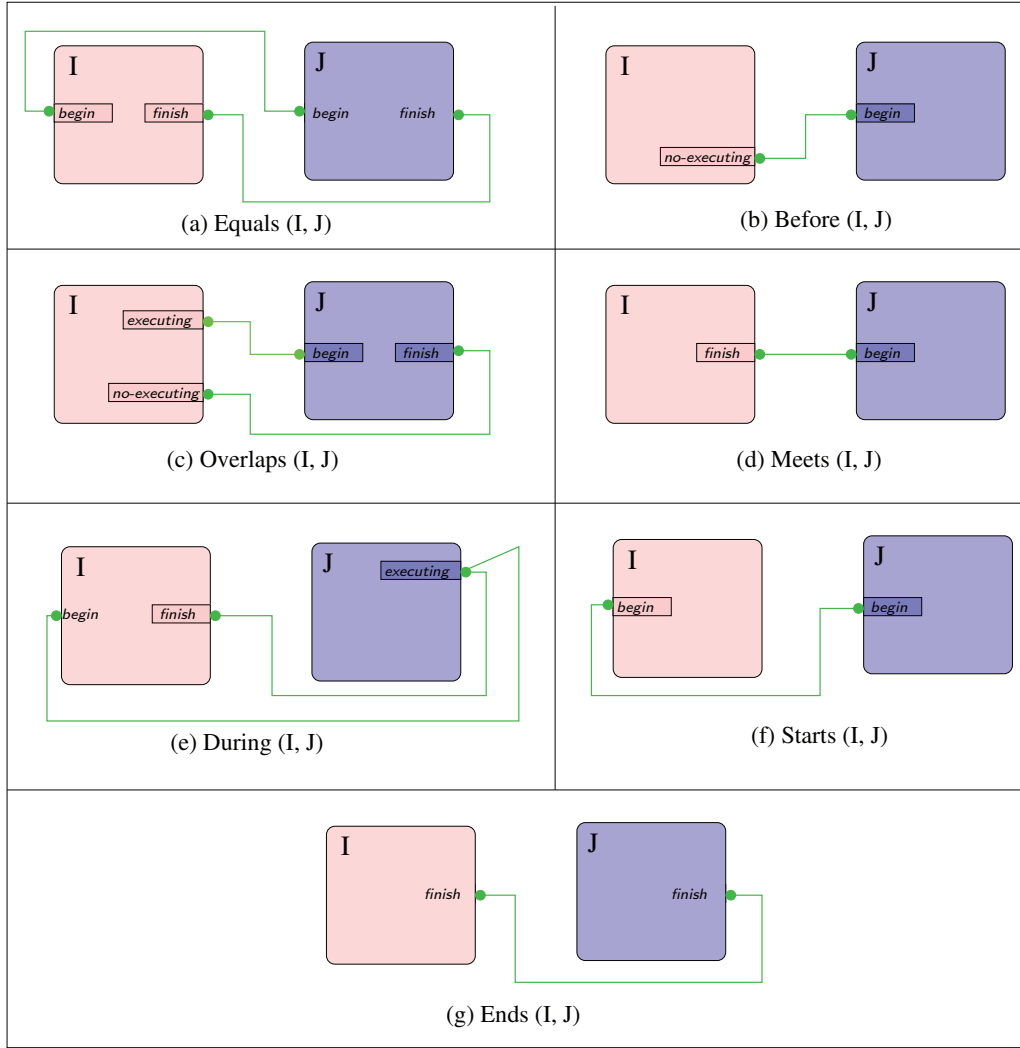 I
J
begin
finish
begin
finish
(a) Equals (I, J)
I
J
begin
no-executing
(b) Before (I, J)
I
J
executing
begin
finish
no-executing
(c) Overlaps (I, J)
I
J
finish
begin
(d) Meets (I, J)
I
J
executing
begin
finish
(e) During (I, J)
I
J
begin
begin
(f) Starts (I, J)
I
J
finish
finish
(g) Ends (I, J)